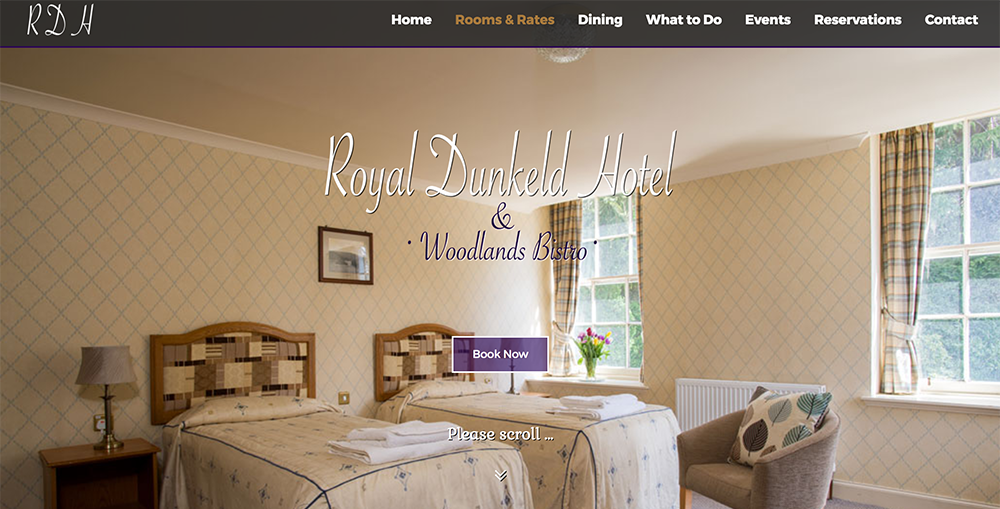 RDH
Home Rooms & Rates Dining What to Do Events Reservations Contact
Royal Dunkeld Hotel
&
· Woodlands Bistro ·
Book Now
Please scroll ...